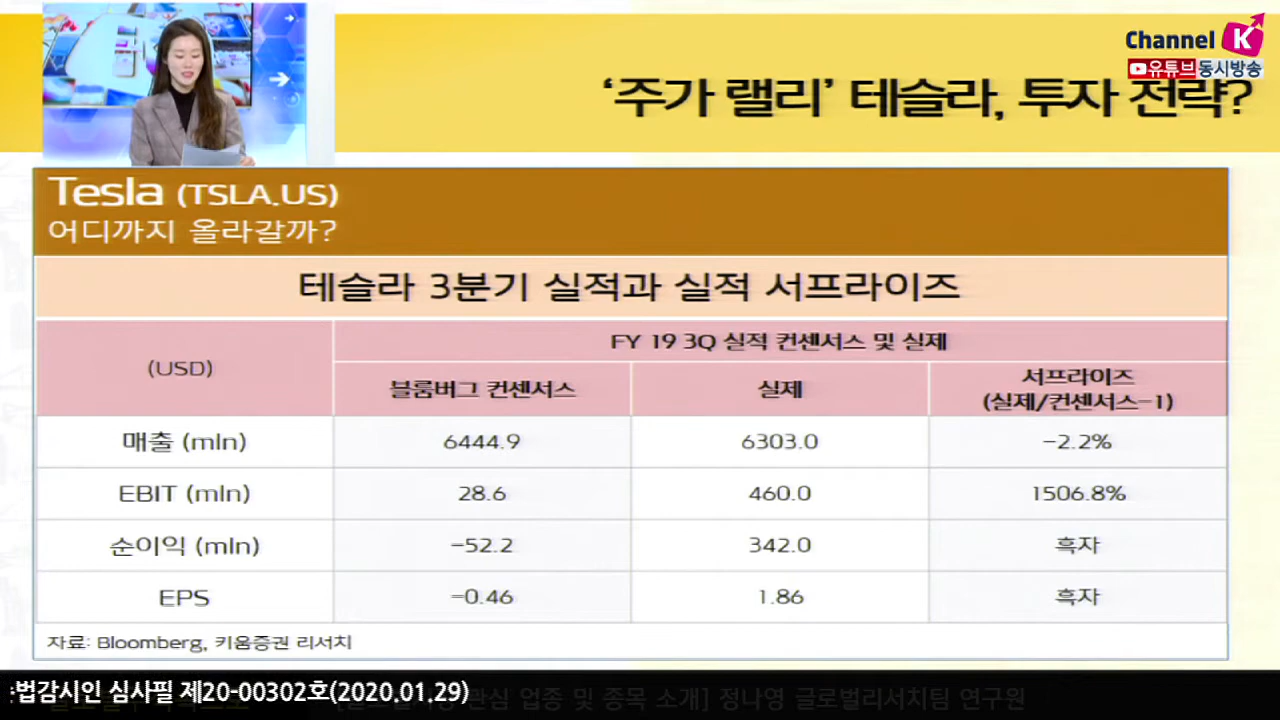 Channel K
유튜브동시방송
‘주가 랠리’ 테슬라, 투자 전략?
Tesla (TSLA.US)
어디까지 올라갈까?
테슬라 3분기 실적과 실적 서프라이즈
(USD)
FY 19 3Q 실적 컨센서스 및 실제
블룸버그 컨센서스
실제
서프라이즈
(실제/컨센서스-1)
매출 (mln) 6444.9 6303.0 -2.2%
EBIT (mln) 28.6 460.0 1506.8%
순이익 (mln) -52.2 342.0 흑자
EPS -0.46 1.86 흑자
자료: Bloomberg, 키움증권 리서치
:법감시인 심사필 제20-00302호(2020.01.29)
관심 업종 및 종목 소개] 정나영 글로벌리서치팀 연구원